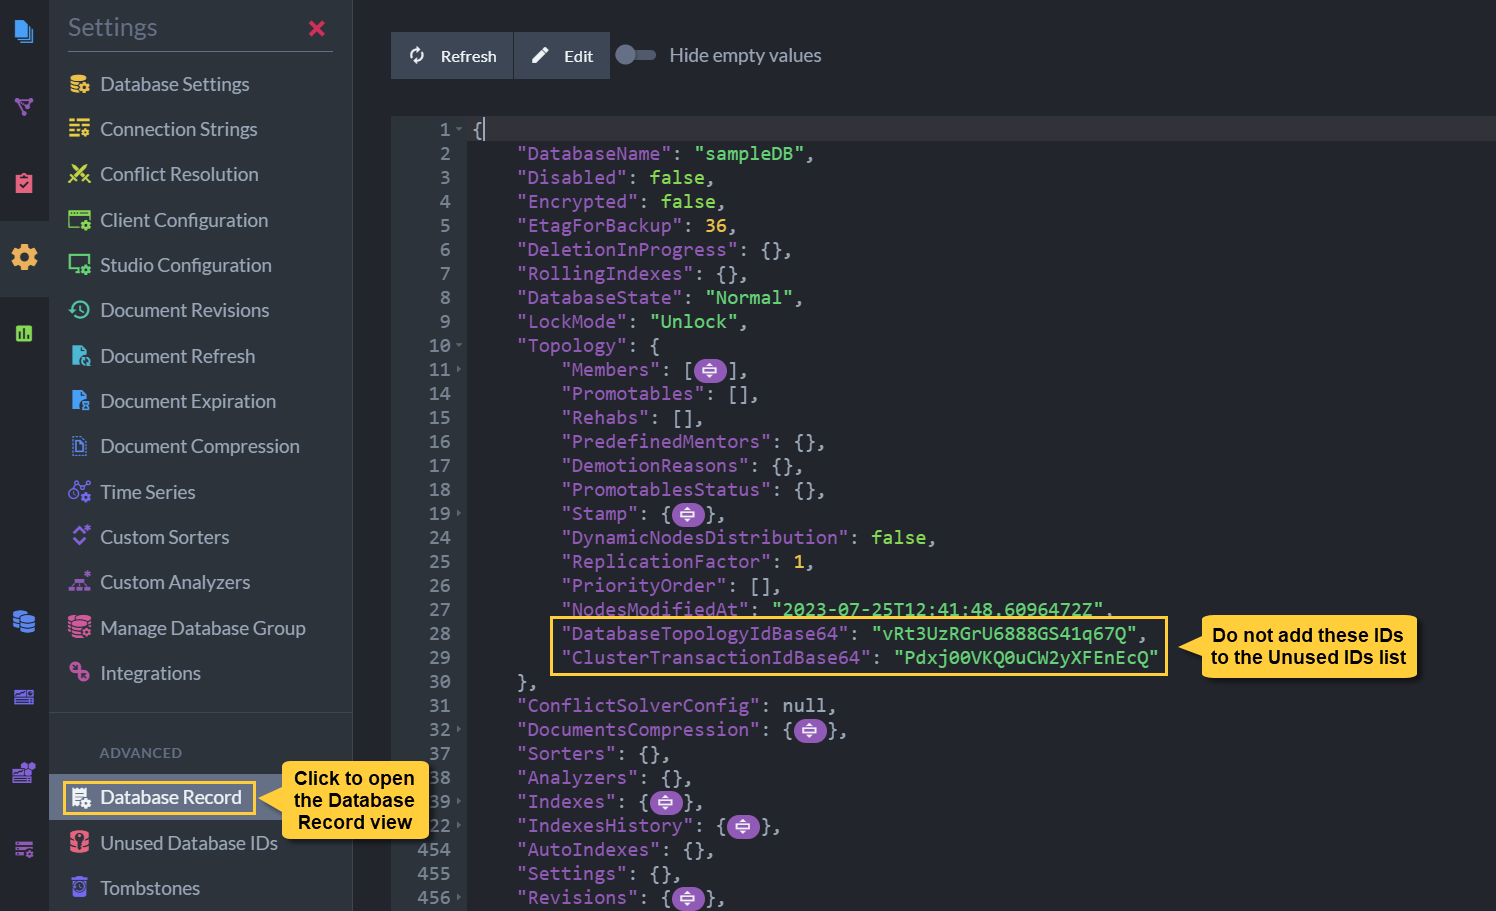 Settings
Database Settings
Connection Strings
Conflict Resolution
Client Configuration
Studio Configuration
Document Revisions
Document Refresh
Document Expiration
Document Compression
Time Series
Custom Sorters
Custom Analyzers
Manage Database Group
Integrations
ADVANCED
Database Record
Unused Database IDs
Tombstones
Click to open
the Database
Record view
Refresh
Edit
Hide empty values
1 {
2 "DatabaseName": "sampleDB",
3 "Disabled": false,
4 "Encrypted": false,
5 "EtagForBackup": 36,
6 "DeletionInProgress": {},
7 "RollingIndexes": {},
8 "DatabaseState": "Normal",
9 "LockMode": "Unlock",
10 "Topology": {
11 "Members": [],
14 "Promotables": [],
15 "Rehabs": [],
16 "PredefinedMentors": {},
17 "DemotionReasons": {},
18 "PromotablesStatus": {},
19 "Stamp": {},
24 "DynamicNodesDistribution": false,
25 "ReplicationFactor": 1,
26 "PriorityOrder": [],
27 "NodesModifiedAt": "2023-07-25T12:41:48.6096472Z",
28 "DatabaseTopologyIdBase64": "vRt3UzRGrU6888GS41q67Q",
29 "ClusterTransactionIdBase64": "Pdxj00VKQ0uCW2yXFEnEcQ"
30 },
31 "ConflictSolverConfig": null,
32 "DocumentsCompression": {},
37 "Sorters": {},
38 "Analyzers": {},
39 "Indexes": {},
22 "IndexesHistory": {},
454 "AutoIndexes": {},
455 "Settings": {},
456 "Revisions": {},
Do not add these IDs
to the Unused IDs list